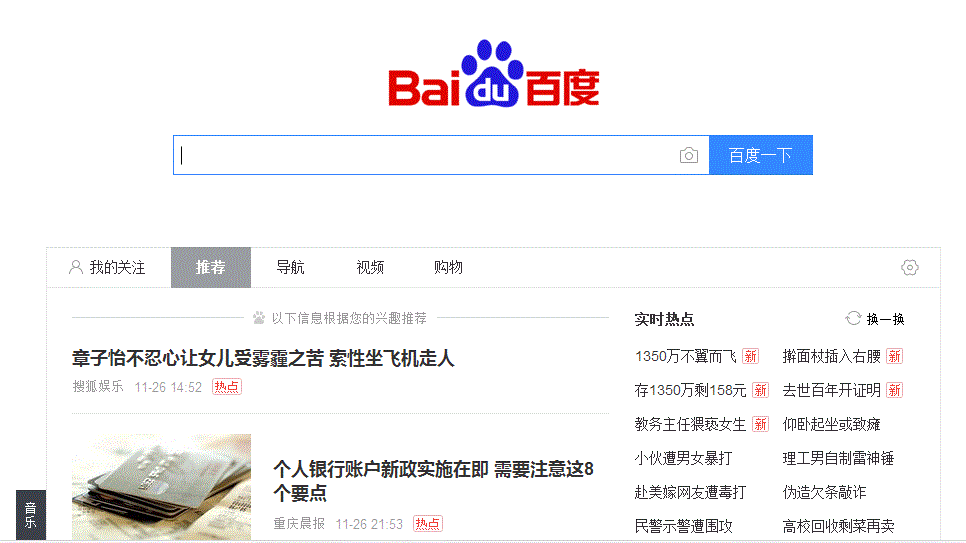 Bai du 百度
百度一下
我的关注 推荐 导航 视频 购物
以下信息根据您的兴趣推荐
章子怡不忍心让女儿受雾霾之苦 索性坐飞机走人
搜狐娱乐 11-26 14:52 热点
个人银行账户新政实施在即 需要注意这8
个要点
重庆晨报 11-26 21:53 热点
实时热点 换一换
1350万不翼而飞 新 擀面杖插入右腰 新
存1350万剩158元 新 去世百年开证明 新
教务主任猥亵女生 新 仰卧起坐或致瘫
小伙遭男女暴打 理工男自制雷神锤
赴美嫁网友遭毒打 伪造欠条敲诈
民警示警遭围攻 高校回收剩菜再卖
音
乐